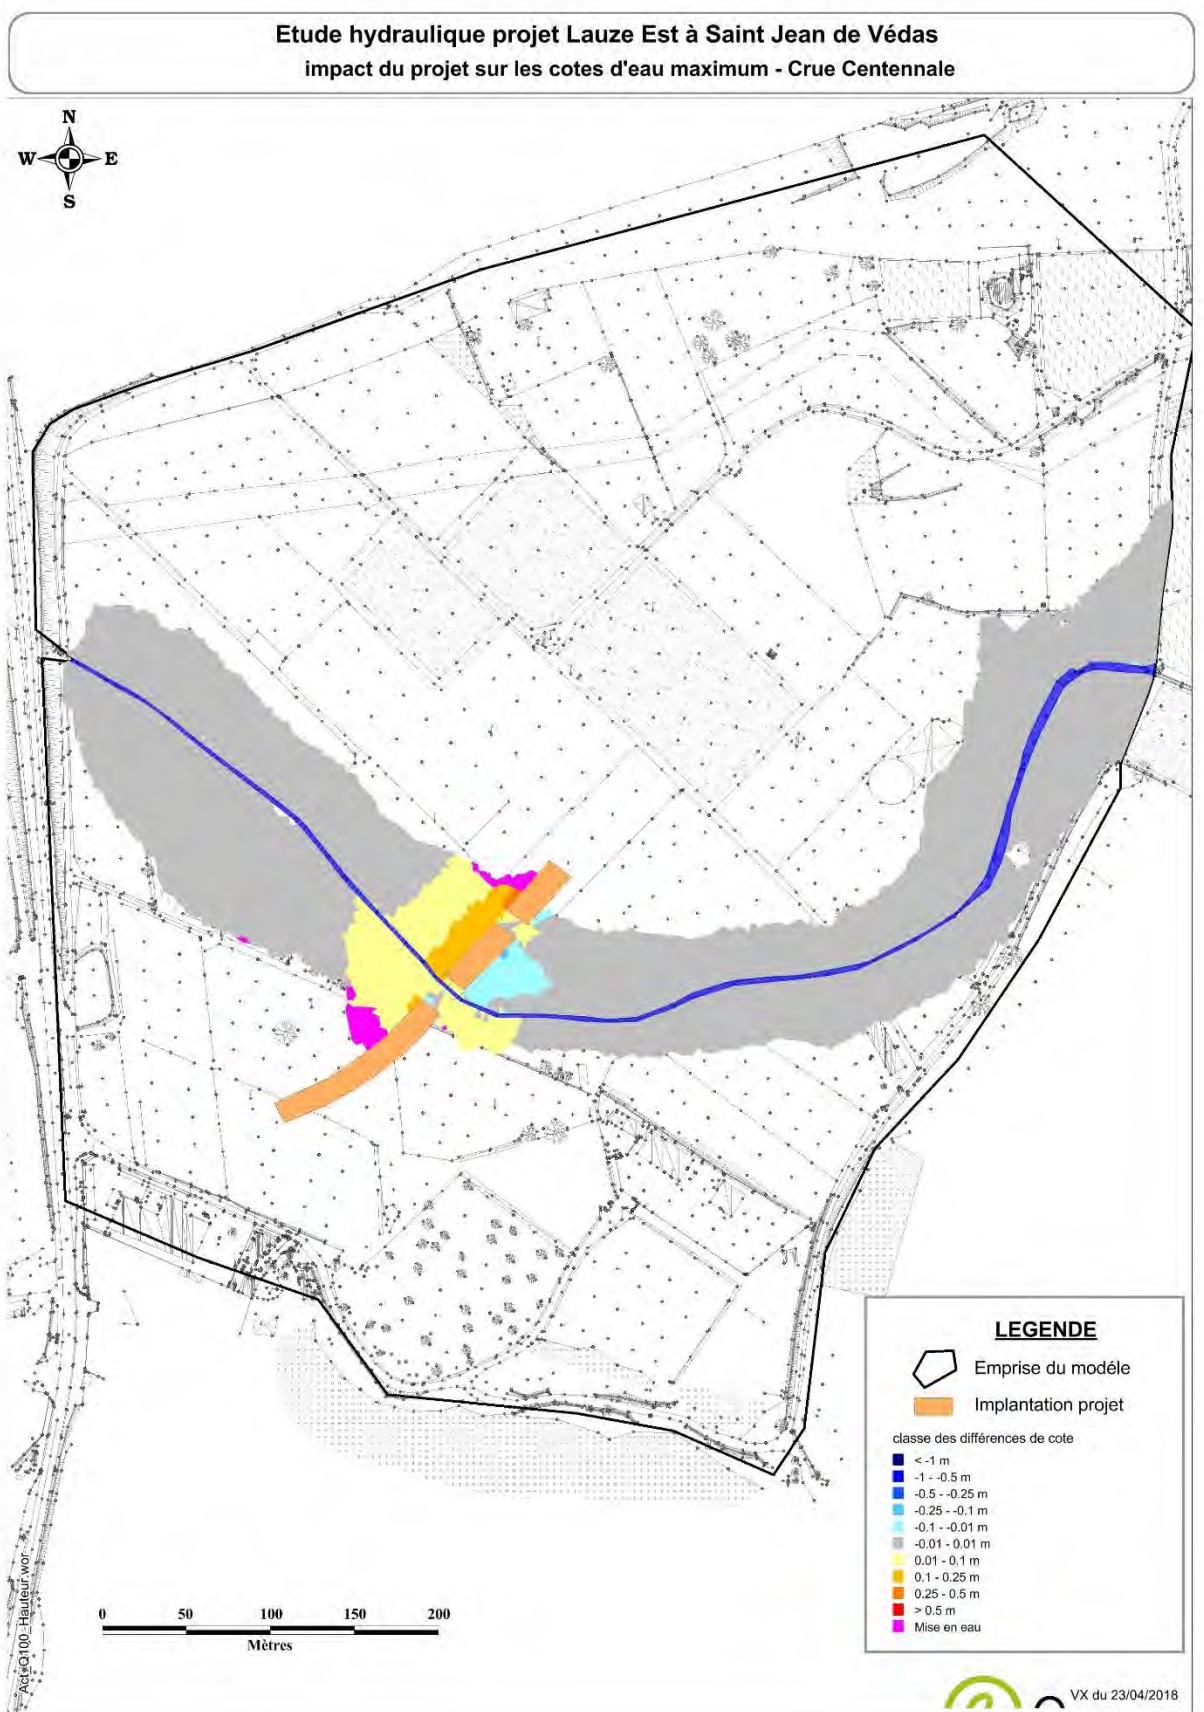 Etude hydraulique projet Lauze Est à Saint Jean de Védas
impact du projet sur les cotes d'eau maximum - Crue Centennale
N
W E
S
LEGENDE
Emprise du modéle
Implantation projet
classe des différences de cote
< -1 m
-1 - -0.5 m
-0.5 - -0.25 m
-0.25 - -0.1 m
-0.1 - -0.01 m
-0.01 - 0.01 m
0.01 - 0.1 m
0.1 - 0.25 m
0.25 - 0.5 m
> 0.5 m
Mise en eau
0 50 100 150 200
Mètres
Act_Q100_Hauteur.wor
VX du 23/04/2018